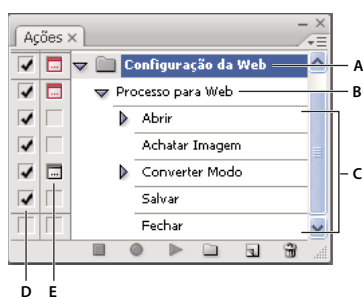 Ações ×
Configuração da Web
A
Processo para Web
B
Abrir
Achatar Imagem
Converter Modo
C
Salvar
Fechar
D E